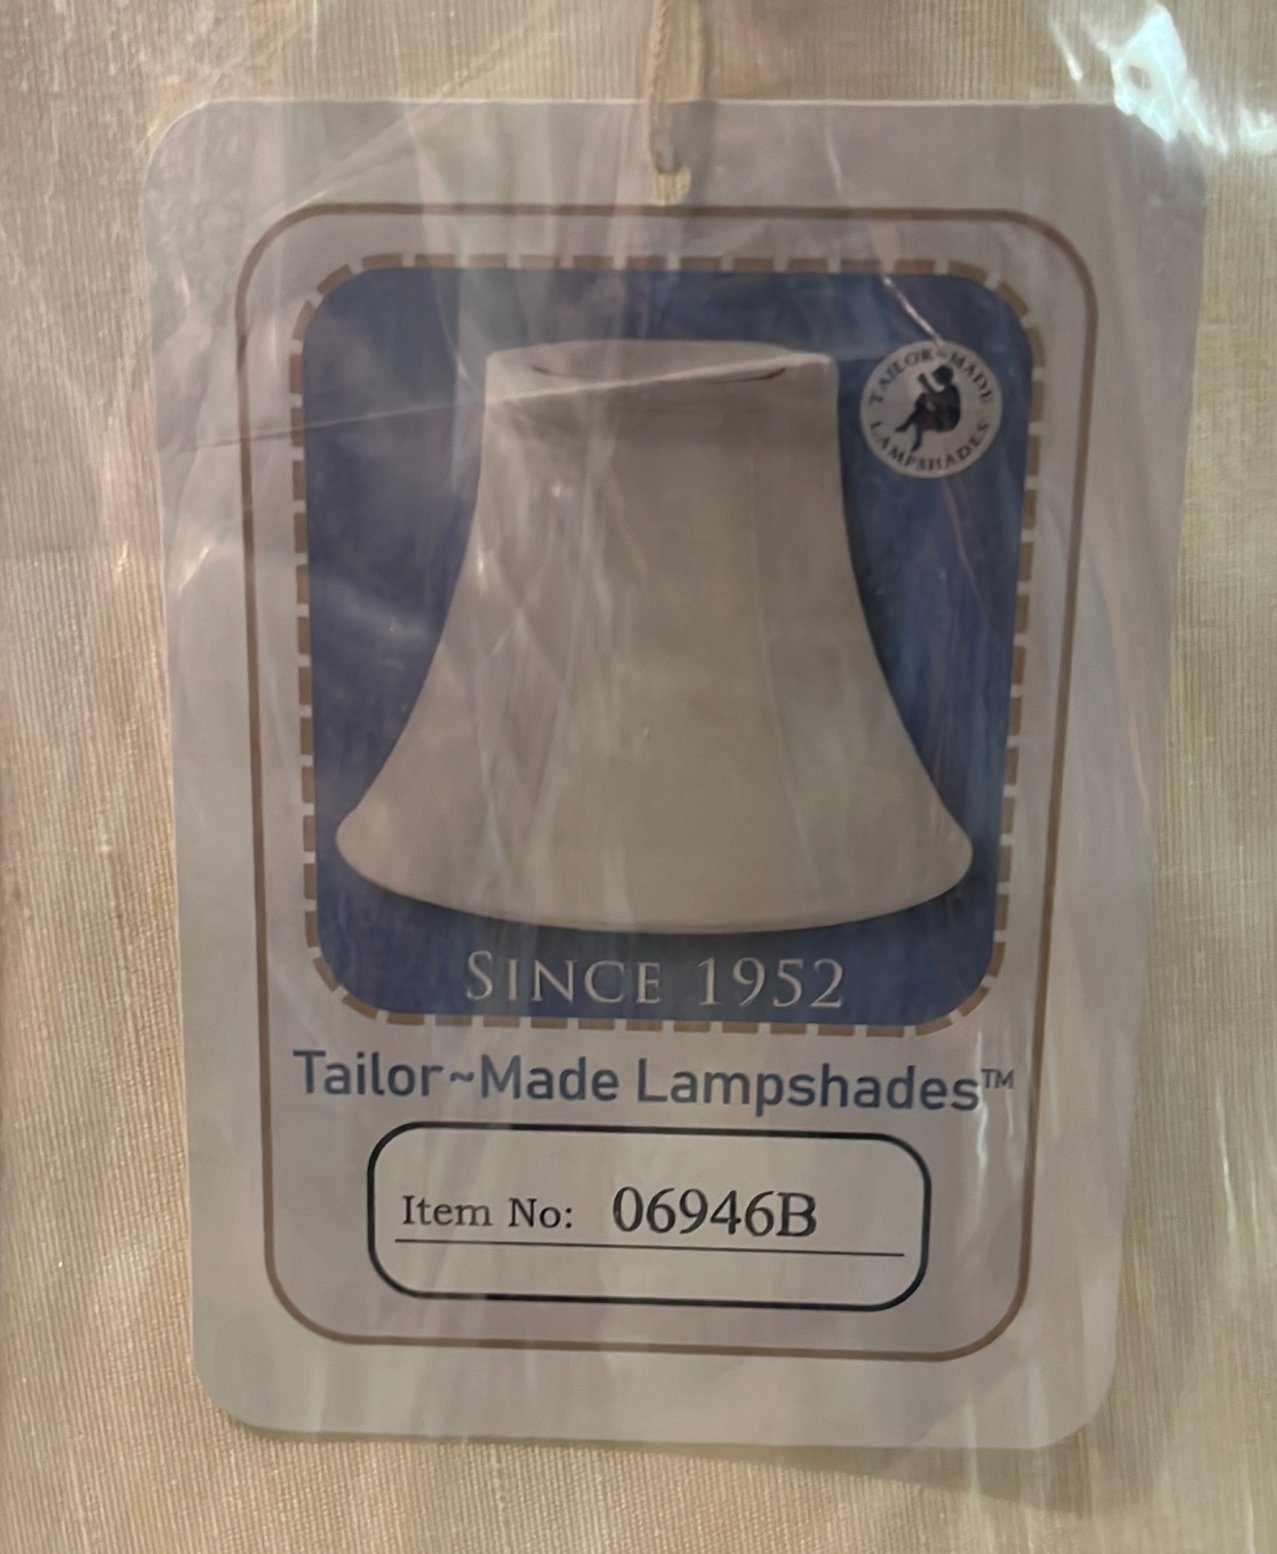 TAILOR~MADE
LAMPSHADES
SINCE 1952
Tailor~Made Lampshades™
Item No: 06946B